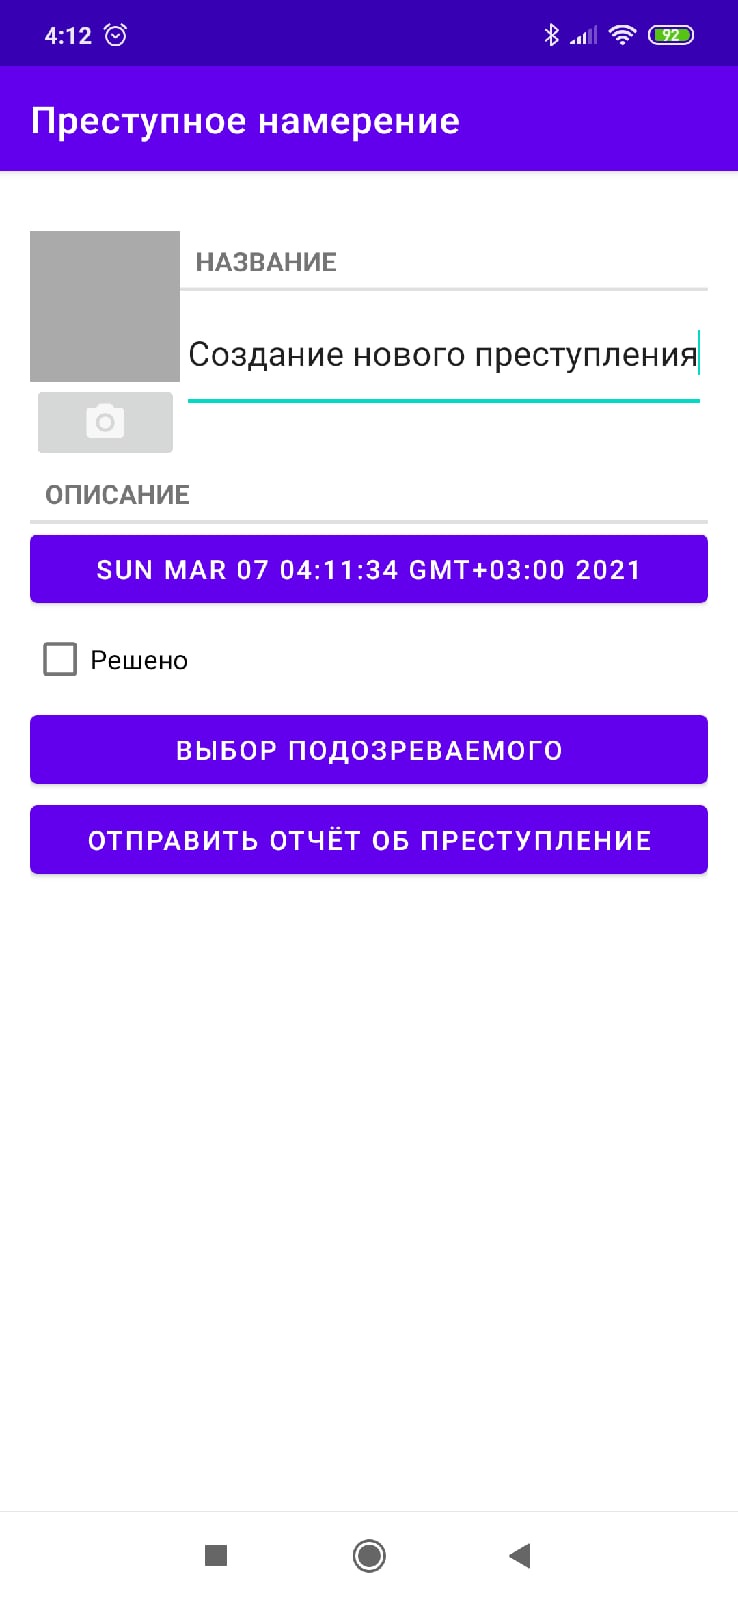 4:12
92
Преступное намерение
НАЗВАНИЕ
Создание нового преступления
ОПИСАНИЕ
SUN MAR 07 04:11:34 GMT+03:00 2021
Решено
ВЫБОР ПОДОЗРЕВАЕМОГО
ОТПРАВИТЬ ОТЧЁТ ОБ ПРЕСТУПЛЕНИЕ